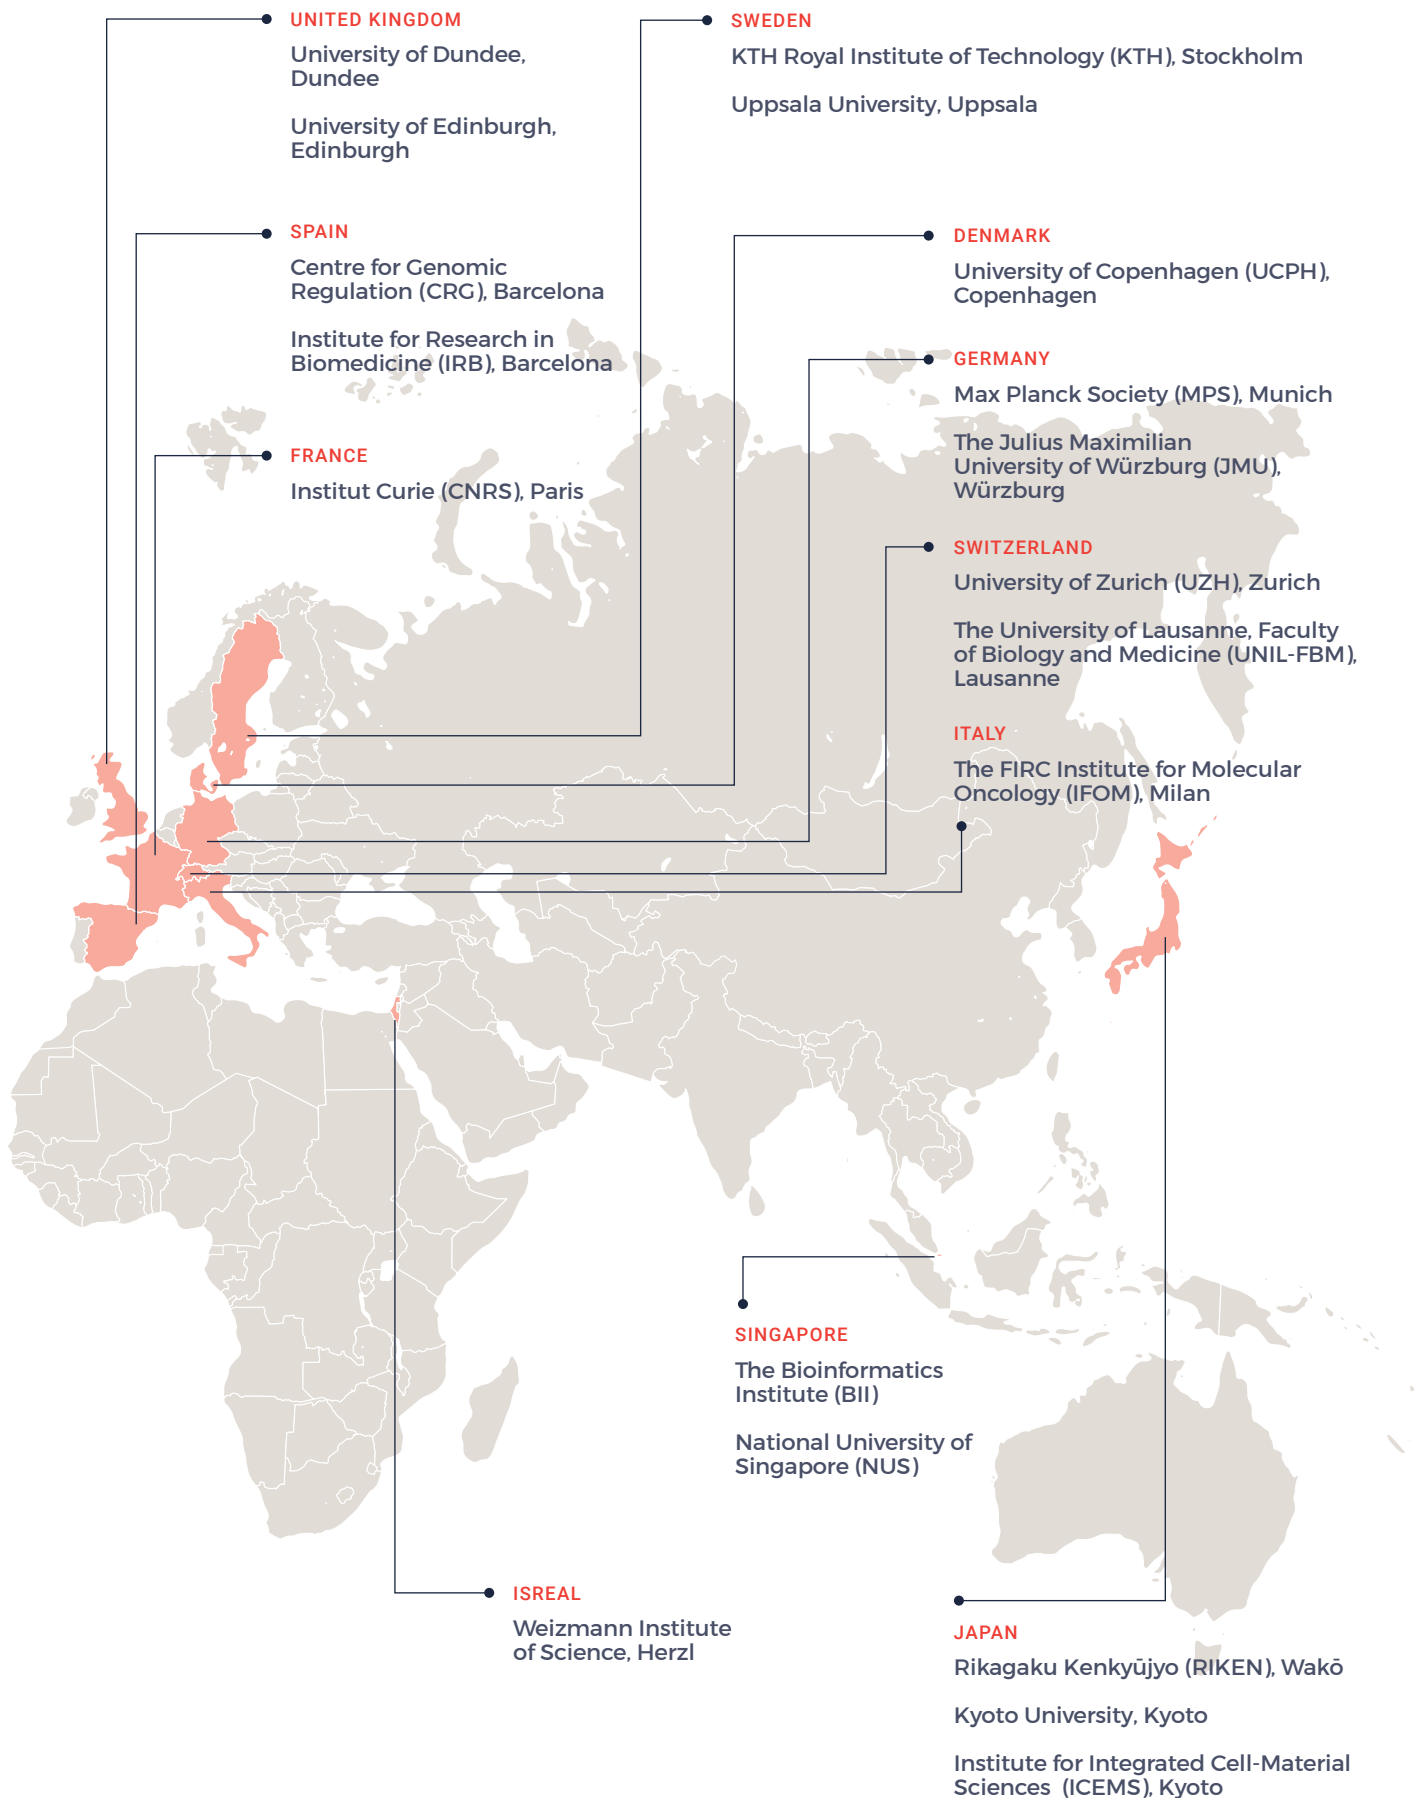 UNITED KINGDOM
University of Dundee,
Dundee
University of Edinburgh,
Edinburgh
SWEDEN
KTH Royal Institute of Technology (KTH), Stockholm
Uppsala University, Uppsala
SPAIN
Centre for Genomic
Regulation (CRG), Barcelona
Institute for Research in
Biomedicine (IRB), Barcelona
DENMARK
University of Copenhagen (UCPH),
Copenhagen
GERMANY
Max Planck Society (MPS), Munich
The Julius Maximilian
University of Würzburg (JMU),
Würzburg
FRANCE
Institut Curie (CNRS), Paris
SWITZERLAND
University of Zurich (UZH), Zurich
The University of Lausanne, Faculty
of Biology and Medicine (UNIL-FBM),
Lausanne
ITALY
The FIRC Institute for Molecular
Oncology (IFOM), Milan
SINGAPORE
The Bioinformatics
Institute (BII)
National University of
Singapore (NUS)
ISREAL
Weizmann Institute
of Science, Herzl
JAPAN
Rikagaku Kenkyūjyo (RIKEN), Wakō
Kyoto University, Kyoto
Institute for Integrated Cell-Material
Sciences (ICEMS), Kyoto